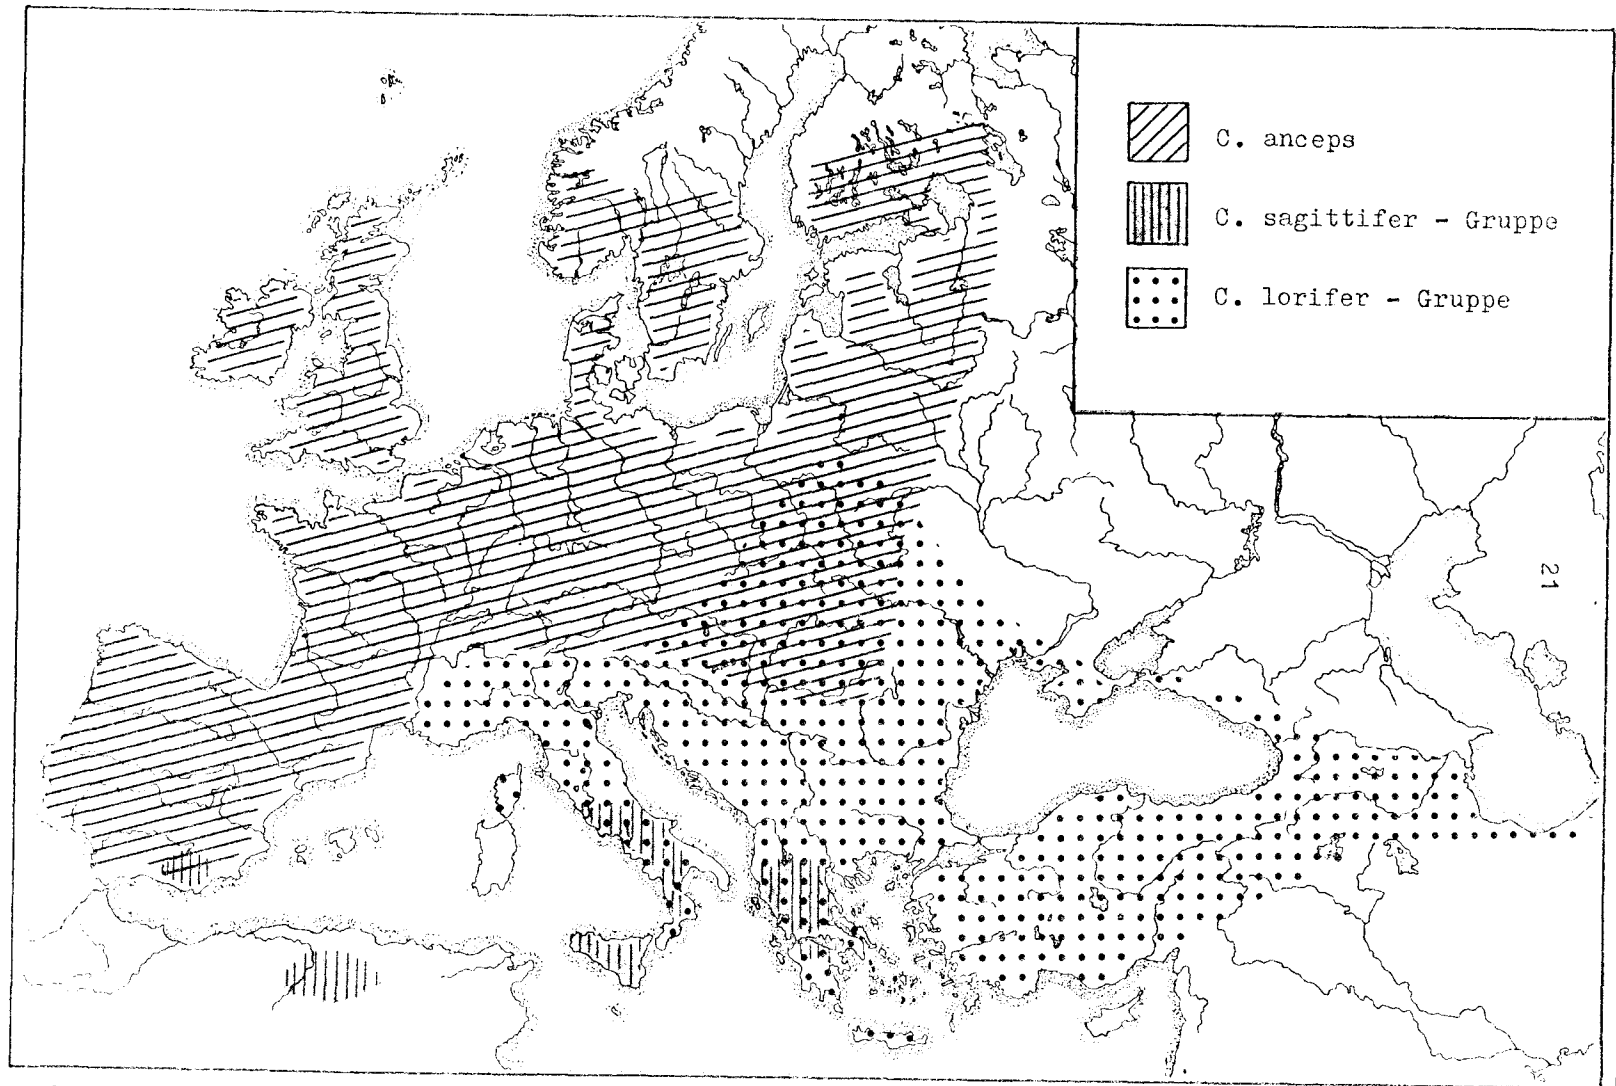 C. anceps
C. sagittifer - Gruppe
C. lorifer - Gruppe
21